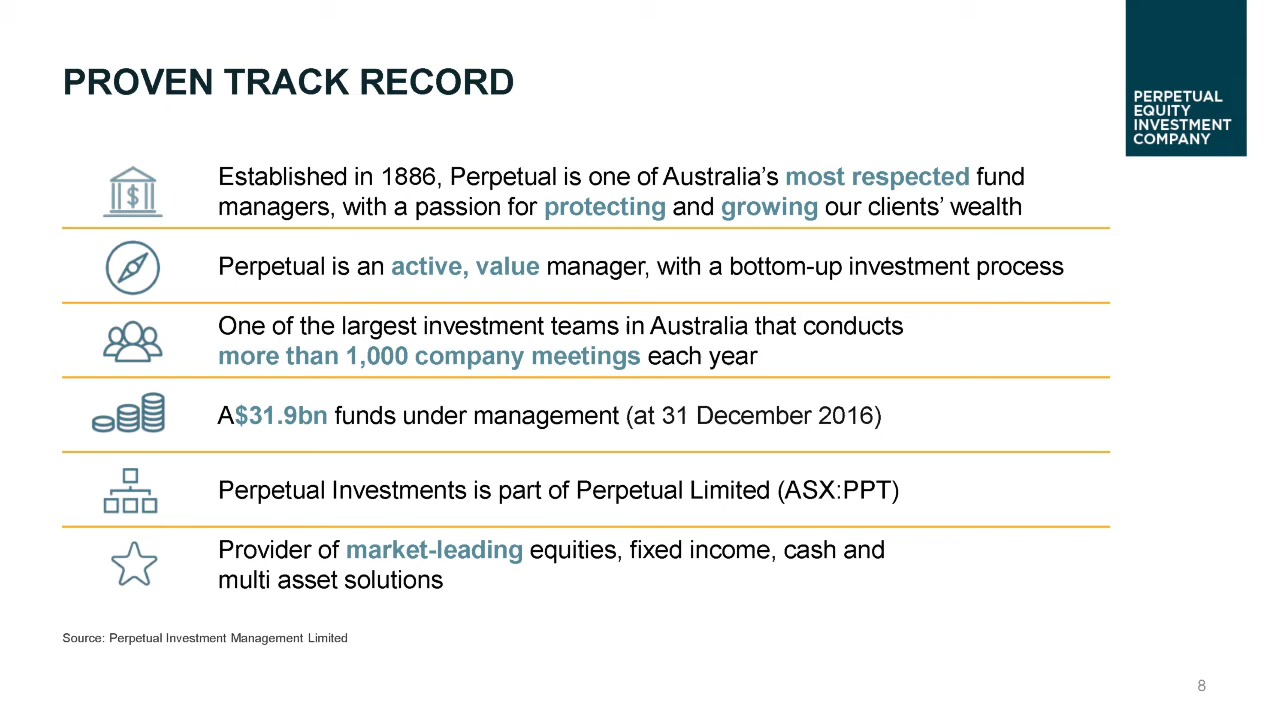 PROVEN TRACK RECORD
PERPETUAL
EQUITY
INVESTMENT
COMPANY
Established in 1886, Perpetual is one of Australia’s most respected fund
managers, with a passion for protecting and growing our clients’ wealth
Perpetual is an active, value manager, with a bottom-up investment process
One of the largest investment teams in Australia that conducts
more than 1,000 company meetings each year
A$31.9bn funds under management (at 31 December 2016)
Perpetual Investments is part of Perpetual Limited (ASX:PPT)
Provider of market-leading equities, fixed income, cash and
multi asset solutions
Source: Perpetual Investment Management Limited
8